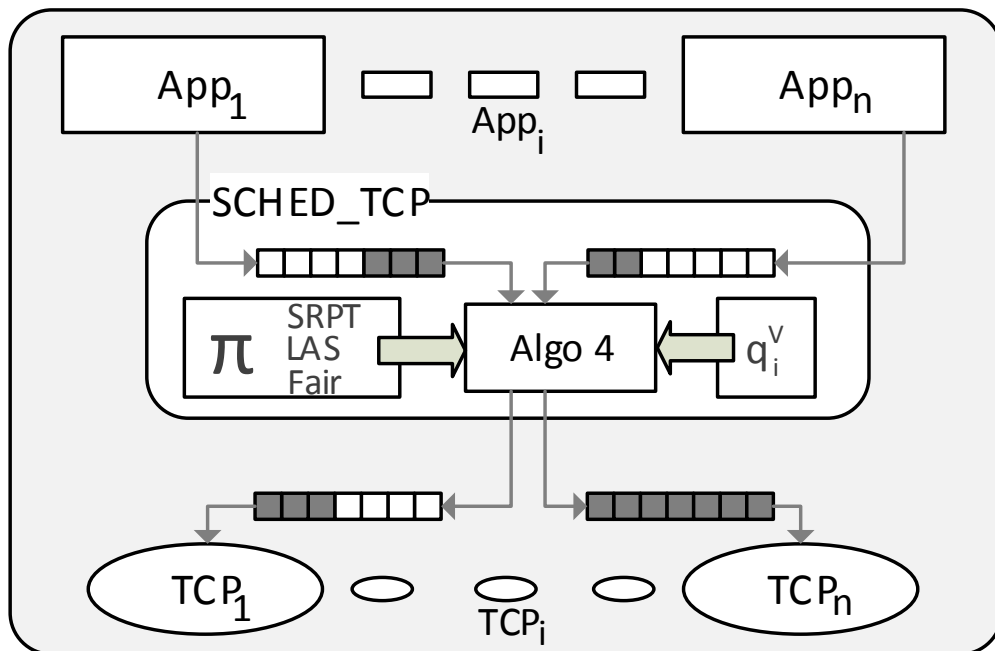 App₁
Appₙ
Appᵢ
SCHED_TCP
π
SRPT
LAS
Fair
Algo 4
qᵢⱽ
TCP₁
TCPₙ
TCPᵢ